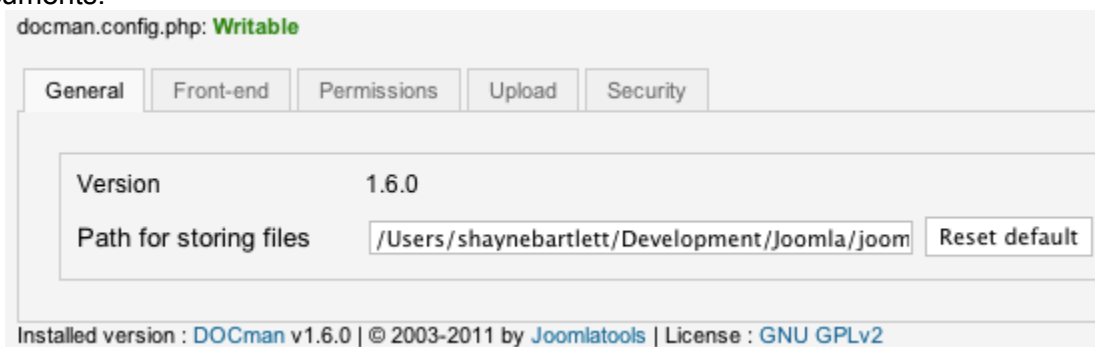 docman.config.php: Writable
General Front-end Permissions Upload Security
Version 1.6.0
Path for storing files /Users/shaynebartlett/Development/Joomla/joom Reset default
Installed version : DOCman v1.6.0 | © 2003-2011 by Joomlatools | License : GNU GPLv2